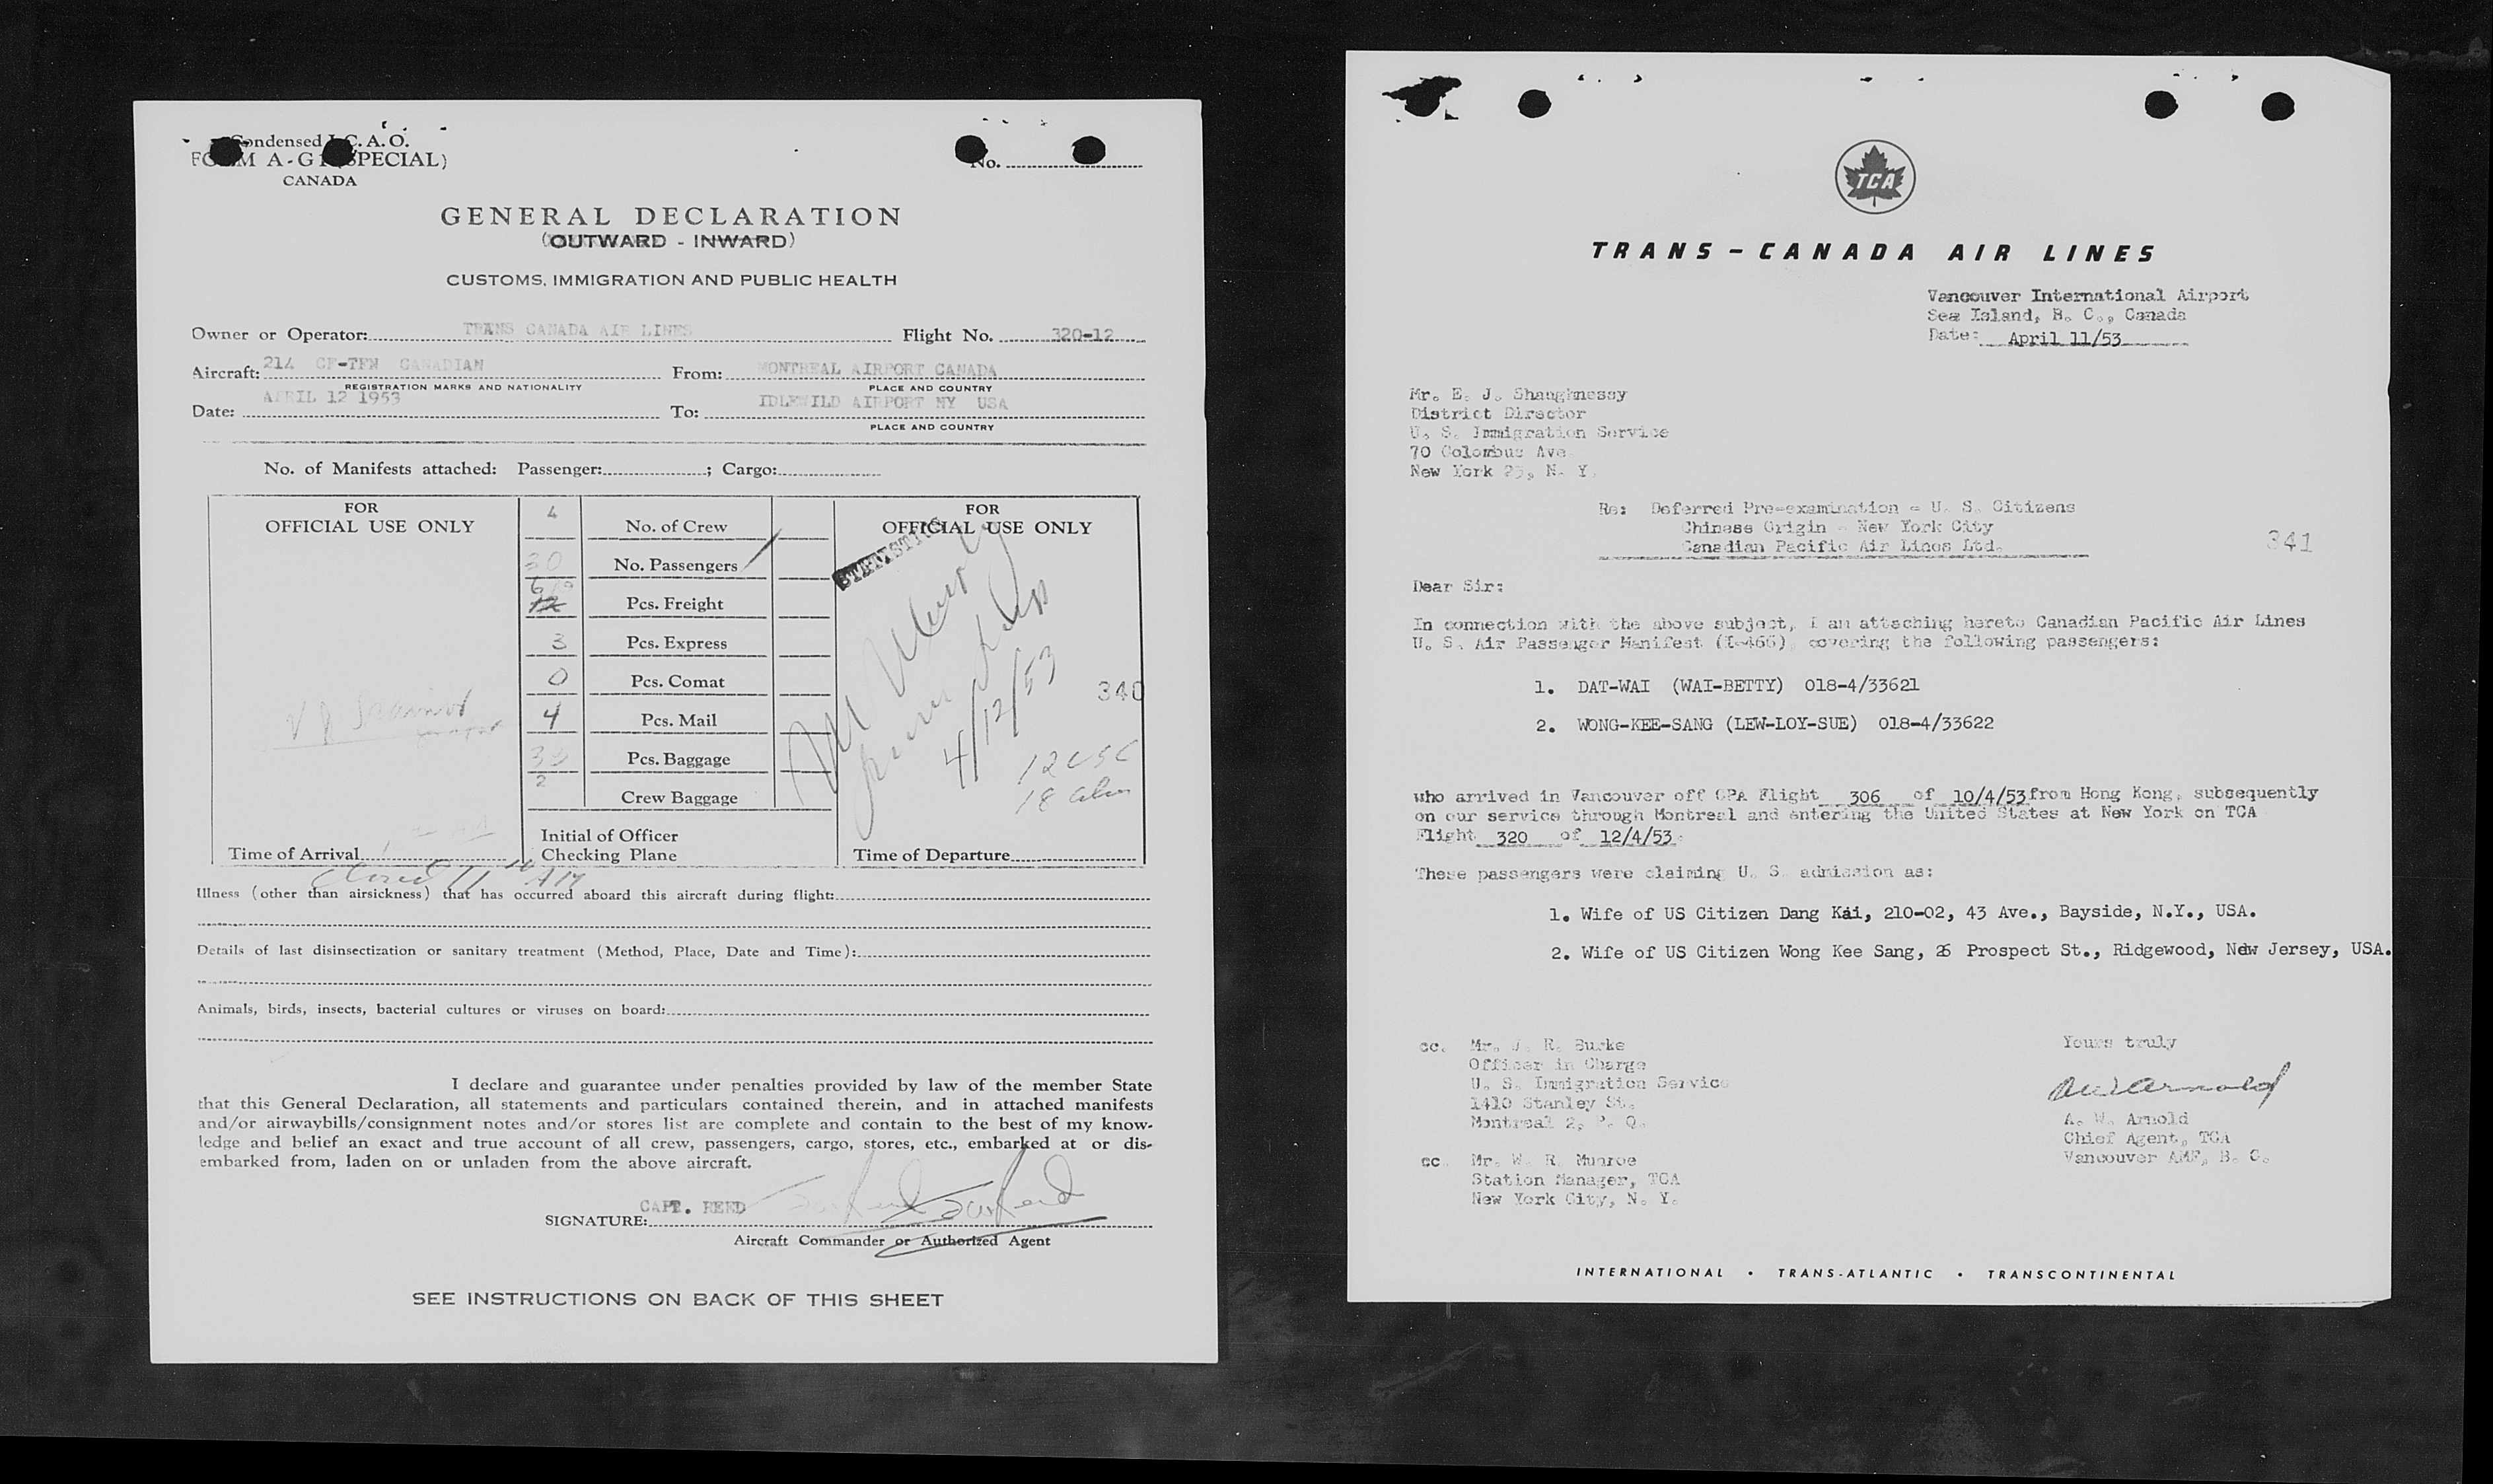 Condensed I.C.A.O.
FORM A-G1 (SPECIAL)
CANADA
No.
GENERAL DECLARATION
(OUTWARD - INWARD)
CUSTOMS, IMMIGRATION AND PUBLIC HEALTH
Owner or Operator: TRANS CANADA AIR LINES Flight No. 320-12
Aircraft: 214 CF-TFN CANADIAN From: MONTREAL AIRPORT CANADA
REGISTRATION MARKS AND NATIONALITY PLACE AND COUNTRY
Date: APRIL 12 1953 To: IDLEWILD AIRPORT NY USA
PLACE AND COUNTRY
No. of Manifests attached: Passenger: ; Cargo:
FOR
OFFICIAL USE ONLY
4 No. of Crew
30 No. Passengers
Pcs. Freight
3 Pcs. Express
0 Pcs. Comat
4 Pcs. Mail
Pcs. Baggage
2 Crew Baggage
Initial of Officer
Checking Plane
Time of Arrival
FOR
OFFICIAL USE ONLY
STATISTICS
4/12/53
340
12 USC
18 alien
Time of Departure
AM
Illness (other than airsickness) that has occurred aboard this aircraft during flight:
Details of last disinsectization or sanitary treatment (Method, Place, Date and Time):
Animals, birds, insects, bacterial cultures or viruses on board:
I declare and guarantee under penalties provided by law of the member State
that this General Declaration, all statements and particulars contained therein, and in attached manifests
and/or airwaybills/consignment notes and/or stores list are complete and contain to the best of my know-
ledge and belief an exact and true account of all crew, passengers, cargo, stores, etc., embarked at or dis-
embarked from, laden on or unladen from the above aircraft.
CAPT. REED
SIGNATURE:
Aircraft Commander or Authorized Agent
SEE INSTRUCTIONS ON BACK OF THIS SHEET
TCA
TRANS-CANADA AIR LINES
Vancouver International Airport
Sea Island, B. C., Canada
Date: April 11/53
Mr. E. J. Shaughnessy
District Director
U. S. Immigration Service
70 Colombus Ave
New York 25, N. Y.
Re: Deferred Pre-examination - U. S. Citizens
Chinese Origin - New York City
Canadian Pacific Air Lines Ltd.
341
Dear Sir:
In connection with the above subject, I am attaching hereto Canadian Pacific Air Lines
U. S. Air Passenger Manifest (I-466) covering the following passengers:
1. DAT-WAI (WAI-BETTY) 018-4/33621
2. WONG-KEE-SANG (LEW-LOY-SUE) 018-4/33622
who arrived in Vancouver off CPA Flight 306 of 10/4/53 from Hong Kong, subsequently
on our service through Montreal and entering the United States at New York on TCA
Flight 320 of 12/4/53.
These passengers were claiming U. S. admission as:
1. Wife of US Citizen Dang Kai, 210-02, 43 Ave., Bayside, N.Y., USA.
2. Wife of US Citizen Wong Kee Sang, 26 Prospect St., Ridgewood, New Jersey, USA.
cc. Mr. J. R. Burke
Officer in Charge
U. S. Immigration Service
1410 Stanley St.
Montreal 2, P. Q.
cc. Mr. W. R. Munroe
Station Manager, TCA
New York City, N. Y.
Yours truly
AW Arnold
A. W. Arnold
Chief Agent, TCA
Vancouver AMF, B. C.
INTERNATIONAL • TRANS-ATLANTIC • TRANSCONTINENTAL